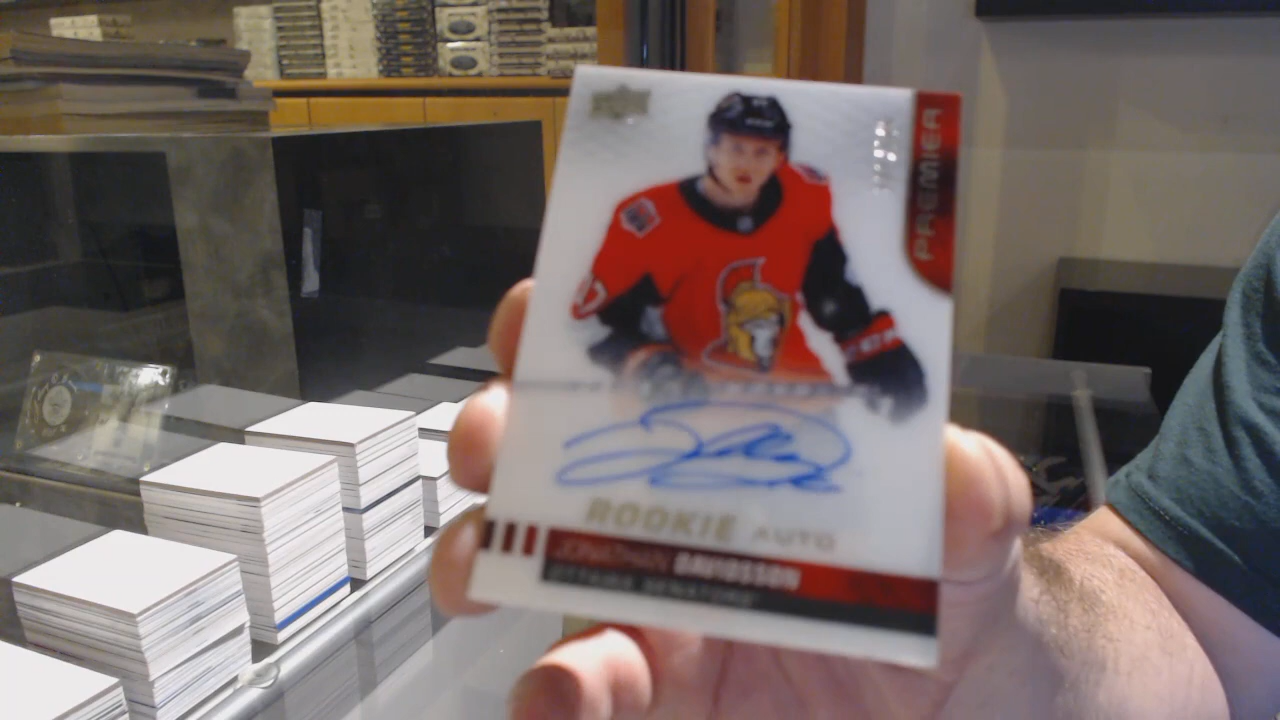 PREMIER
ROOKIE AUTO
JONATHAN DAVIDSSON
OTTAWA SENATORS